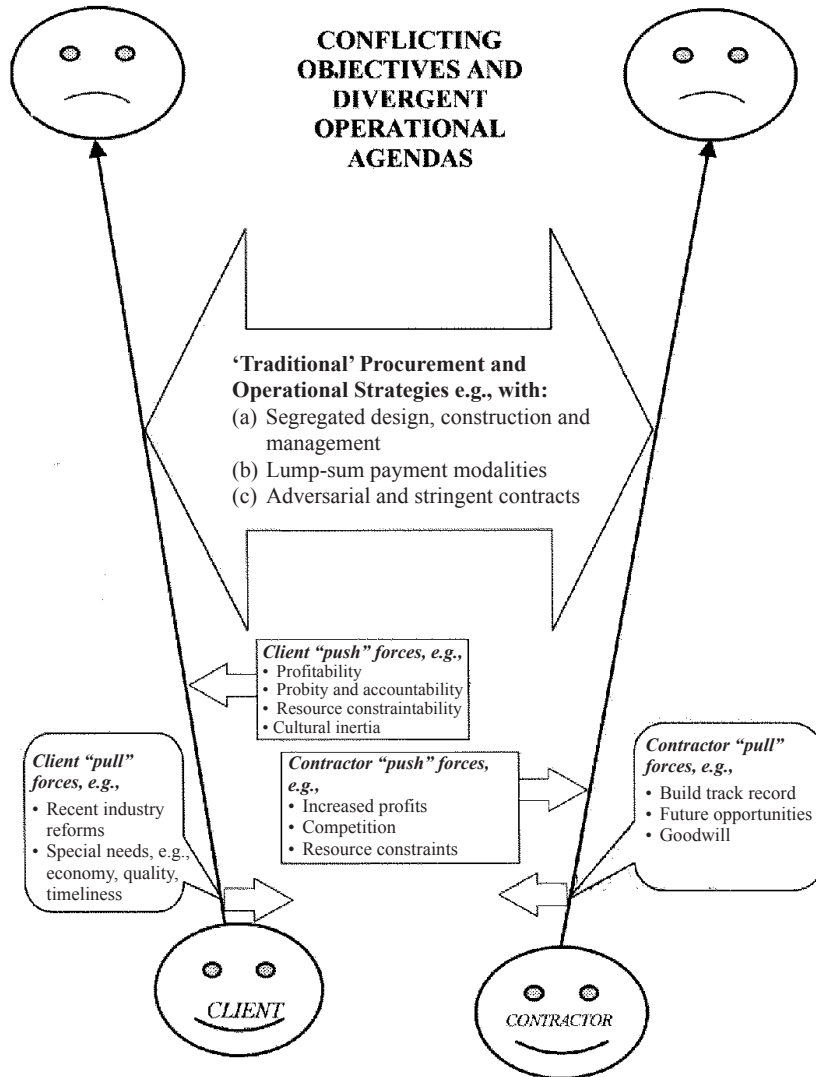 CONFLICTING
OBJECTIVES AND
DIVERGENT
OPERATIONAL
AGENDAS
‘Traditional’ Procurement and
Operational Strategies e.g., with:
(a) Segregated design, construction and
management
(b) Lump-sum payment modalities
(c) Adversarial and stringent contracts
Client “push” forces, e.g.,
• Profitability
• Probity and accountability
• Resource constraintability
• Cultural inertia
Client “pull”
forces, e.g.,
• Recent industry
reforms
• Special needs, e.g.,
economy, quality,
timeliness
Contractor “push” forces,
e.g.,
• Increased profits
• Competition
• Resource constraints
Contractor “pull”
forces, e.g.,
• Build track record
• Future opportunities
• Goodwill
CLIENT
CONTRACTOR